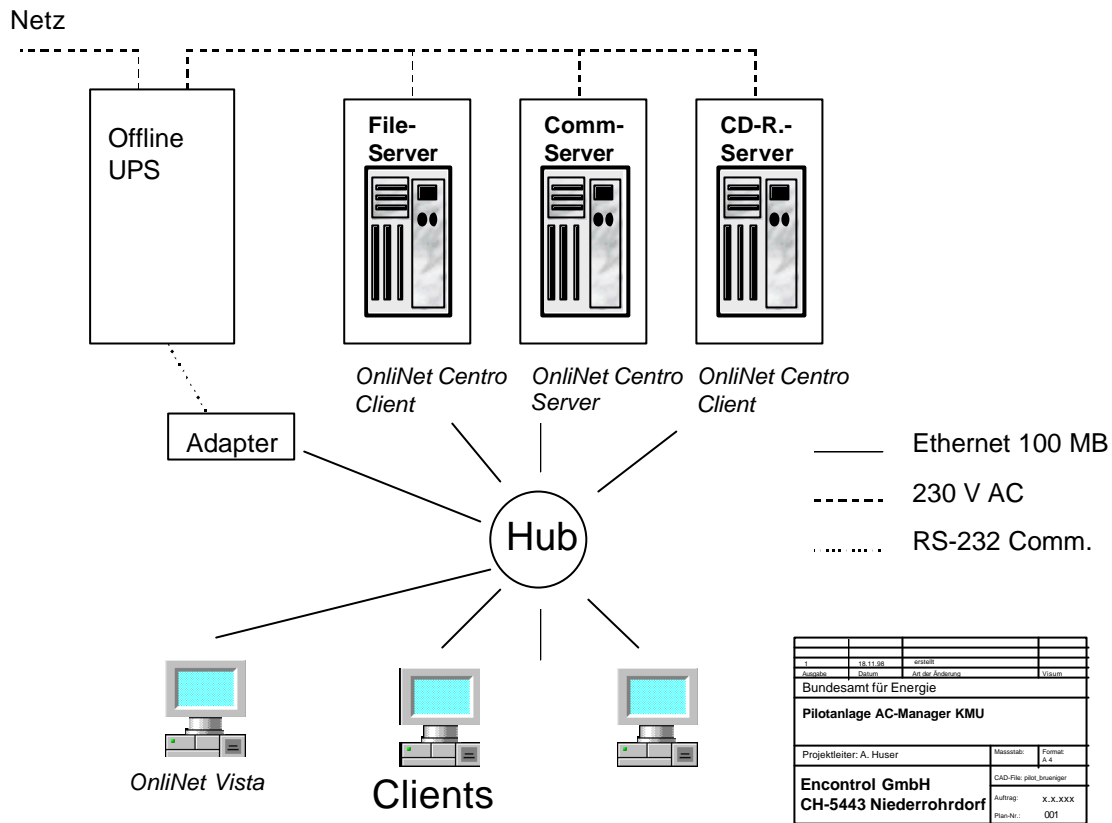 Netz
Offline
UPS
File-
Server
Comm-
Server
CD-R.-
Server
OnliNet Centro
Client
OnliNet Centro
Server
OnliNet Centro
Client
Adapter
Hub
Ethernet 100 MB
230 V AC
RS-232 Comm.
OnliNet Vista
Clients
1 18.11.98 erstellt
Ausgabe Datum Art der Änderung Visum
Bundesamt für Energie
Pilotanlage AC-Manager KMU
Projektleiter: A. Huser
Massstab:
Format:
A 4
Encontrol GmbH
CH-5443 Niederrohrdorf
CAD-File: pilot_brueniger
Auftrag: x.x.xxx
Plan-Nr.: 001